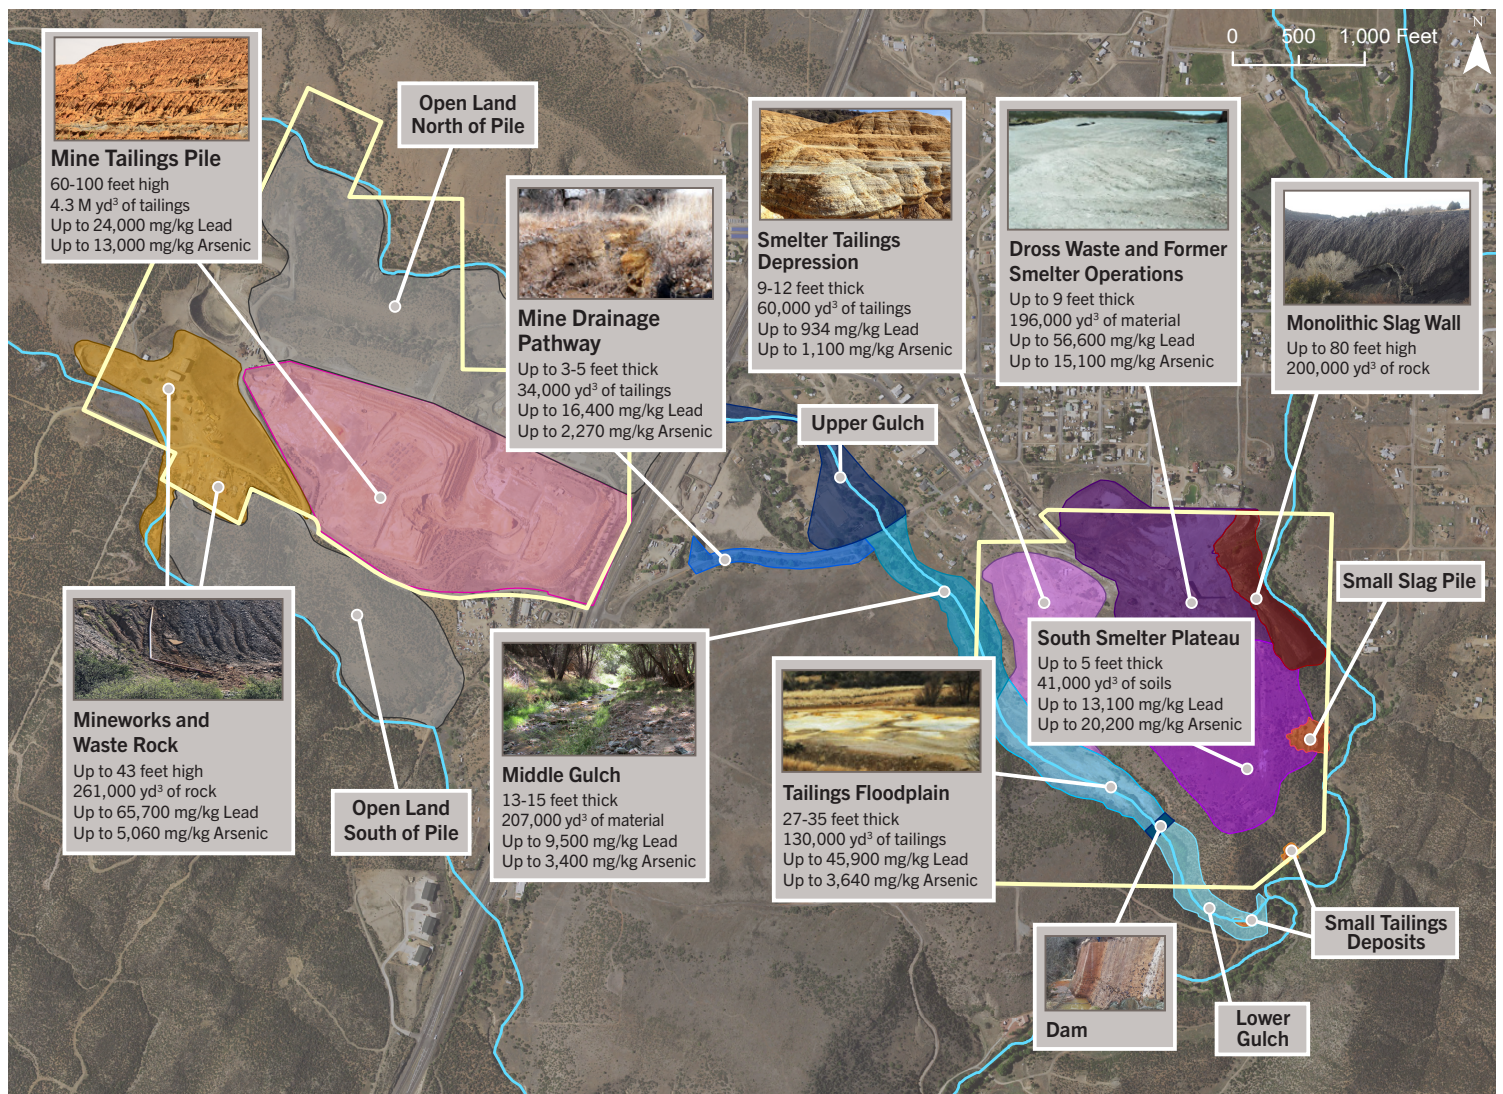 N
0 500 1,000 Feet
Mine Tailings Pile
60-100 feet high
4.3 M yd³ of tailings
Up to 24,000 mg/kg Lead
Up to 13,000 mg/kg Arsenic
Open Land
North of Pile
Mine Drainage
Pathway
Up to 3-5 feet thick
34,000 yd³ of tailings
Up to 16,400 mg/kg Lead
Up to 2,270 mg/kg Arsenic
Smelter Tailings
Depression
9-12 feet thick
60,000 yd³ of tailings
Up to 934 mg/kg Lead
Up to 1,100 mg/kg Arsenic
Dross Waste and Former
Smelter Operations
Up to 9 feet thick
196,000 yd³ of material
Up to 56,600 mg/kg Lead
Up to 15,100 mg/kg Arsenic
Monolithic Slag Wall
Up to 80 feet high
200,000 yd³ of rock
Upper Gulch
Small Slag Pile
South Smelter Plateau
Up to 5 feet thick
41,000 yd³ of soils
Up to 13,100 mg/kg Lead
Up to 20,200 mg/kg Arsenic
Mineworks and
Waste Rock
Up to 43 feet high
261,000 yd³ of rock
Up to 65,700 mg/kg Lead
Up to 5,060 mg/kg Arsenic
Open Land
South of Pile
Middle Gulch
13-15 feet thick
207,000 yd³ of material
Up to 9,500 mg/kg Lead
Up to 3,400 mg/kg Arsenic
Tailings Floodplain
27-35 feet thick
130,000 yd³ of tailings
Up to 45,900 mg/kg Lead
Up to 3,640 mg/kg Arsenic
Small Tailings
Deposits
Dam
Lower
Gulch